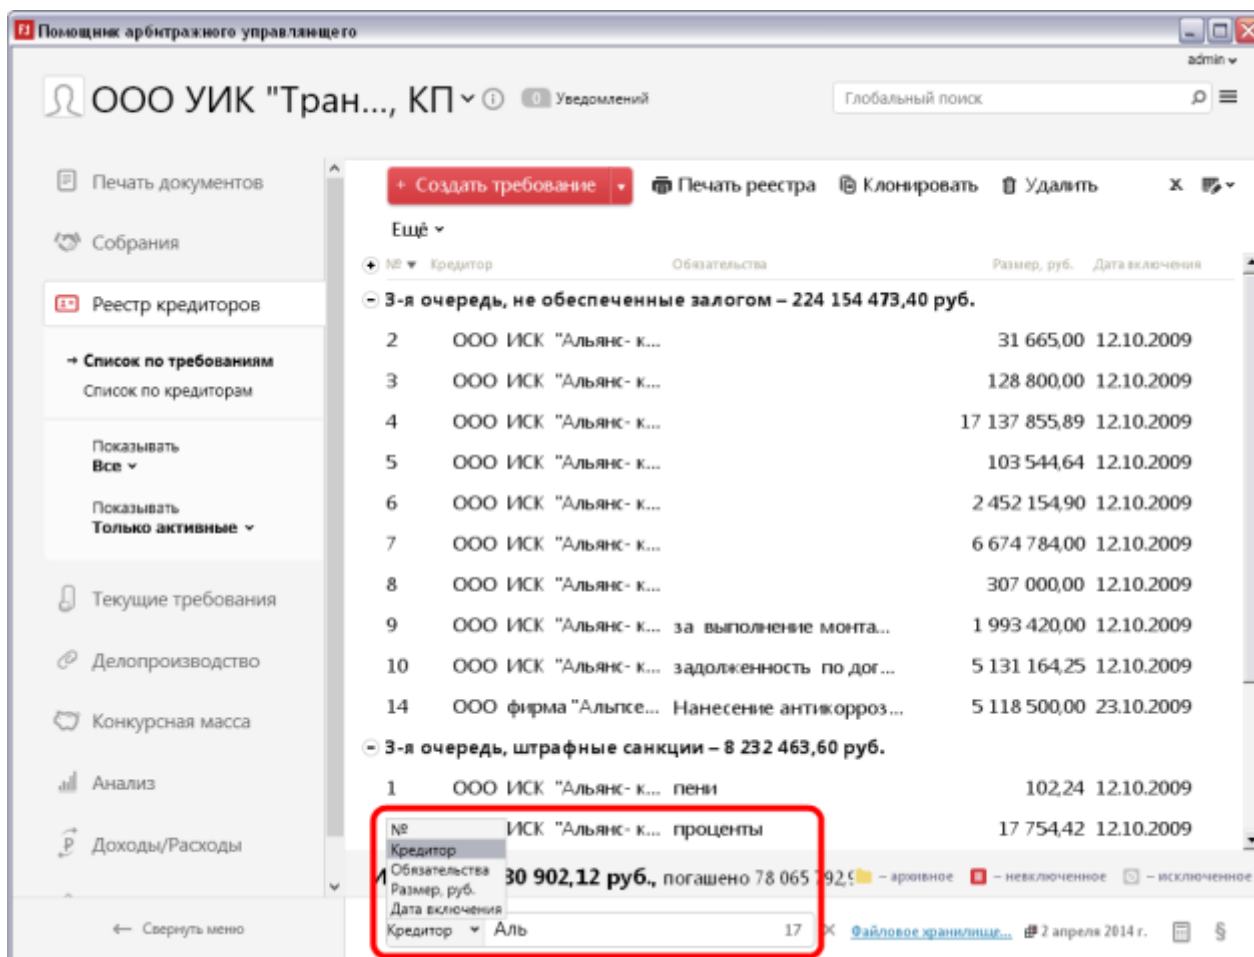 Помощник арбитражного управляющего
admin
ООО УИК "Тран..., КП
0 Уведомлений
Глобальный поиск
Печать документов
Собрания
Реестр кредиторов
→ Список по требованиям
Список по кредиторам
Показывать
Все
Показывать
Только активные
Текущие требования
Делопроизводство
Конкурсная масса
Анализ
Доходы/Расходы
← Свернуть меню
+ Создать требование
Печать реестра
Клонировать
Удалить
Ещё
№ Кредитор Обязательства Размер, руб. Дата включения
3-я очередь, не обеспеченные залогом – 224 154 473,40 руб.
2 ООО ИСК "Альянс- к... 31 665,00 12.10.2009
3 ООО ИСК "Альянс- к... 128 800,00 12.10.2009
4 ООО ИСК "Альянс- к... 17 137 855,89 12.10.2009
5 ООО ИСК "Альянс- к... 103 544,64 12.10.2009
6 ООО ИСК "Альянс- к... 2 452 154,90 12.10.2009
7 ООО ИСК "Альянс- к... 6 674 784,00 12.10.2009
8 ООО ИСК "Альянс- к... 307 000,00 12.10.2009
9 ООО ИСК "Альянс- к... за выполнение монта... 1 993 420,00 12.10.2009
10 ООО ИСК "Альянс- к... задолженность по дог... 5 131 164,25 12.10.2009
14 ООО фирма "Альпсе... Нанесение антикорроз... 5 118 500,00 23.10.2009
3-я очередь, штрафные санкции – 8 232 463,60 руб.
1 ООО ИСК "Альянс- к... пени 102,24 12.10.2009
ИСК "Альянс- к... проценты 17 754,42 12.10.2009
№
Кредитор
Обязательства
Размер, руб.
Дата включения
30 902,12 руб., погашено 78 065 792,9
– архивное – невключенное – исключенное
Кредитор Аль 17
Файловое хранилище... 2 апреля 2014 г. §